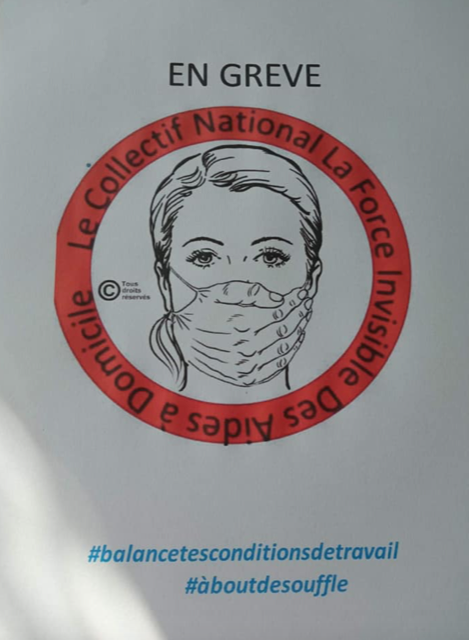 EN GREVE
Le Collectif National La Force Invisible Des Aides à Domicile
© Tous
droits
réservés
#balancetesconditionsdetravail
#àboutdesouffle